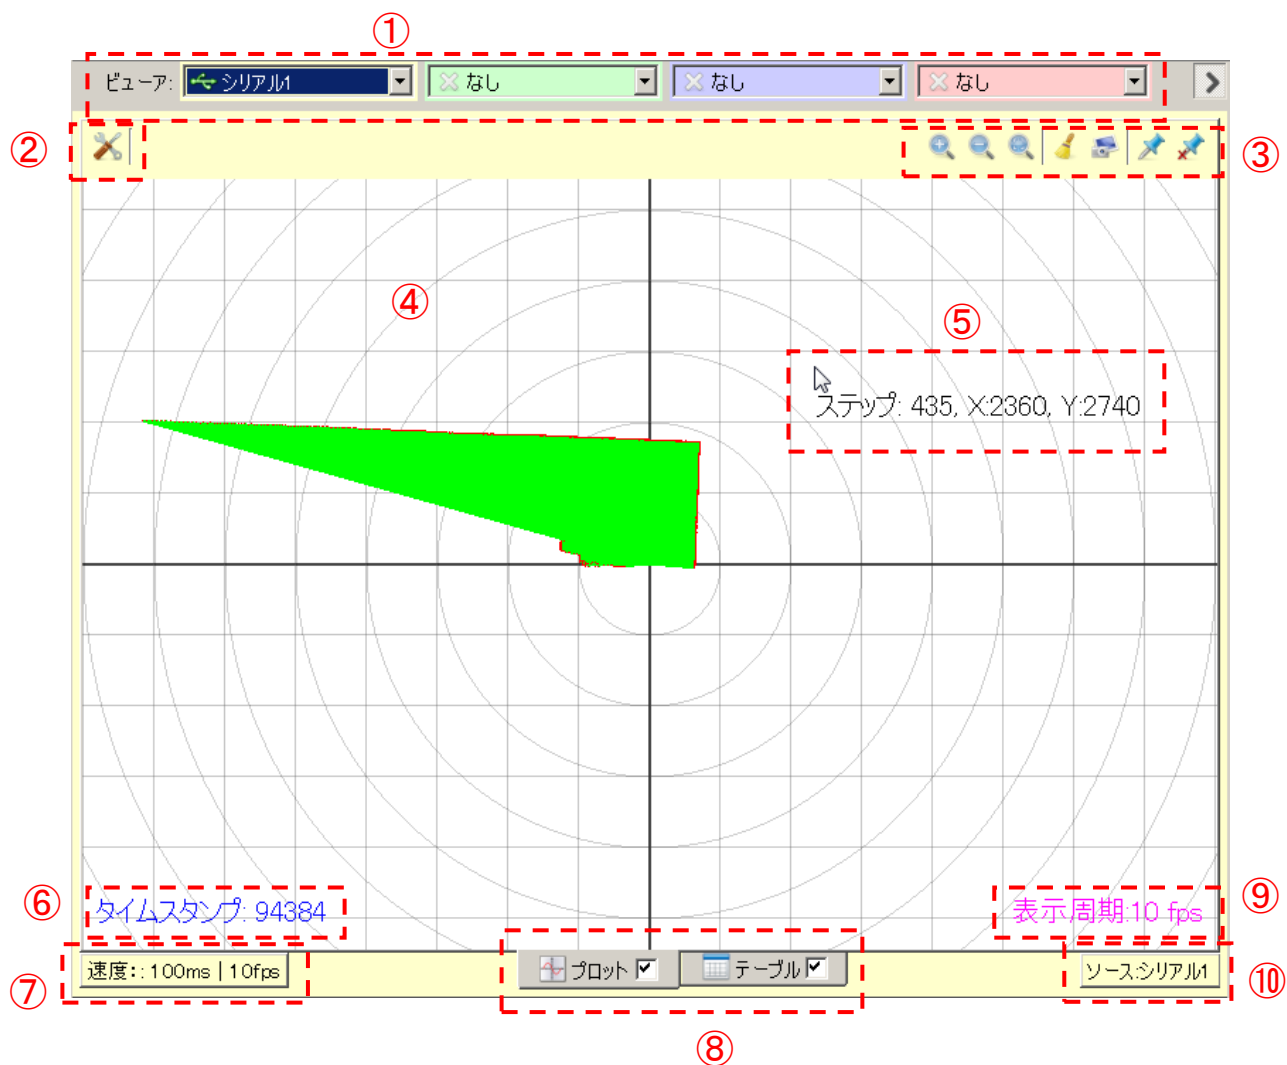 ①
ビューア: シリアル1 なし なし なし
②
③
④
⑤
ステップ: 435, X:2360, Y:2740
⑥
タイムスタンプ: 94384
表示周期:10 fps
⑨
⑦
速度: : 100ms | 10fps
プロット
テーブル
ソース:シリアル1
⑩
⑧